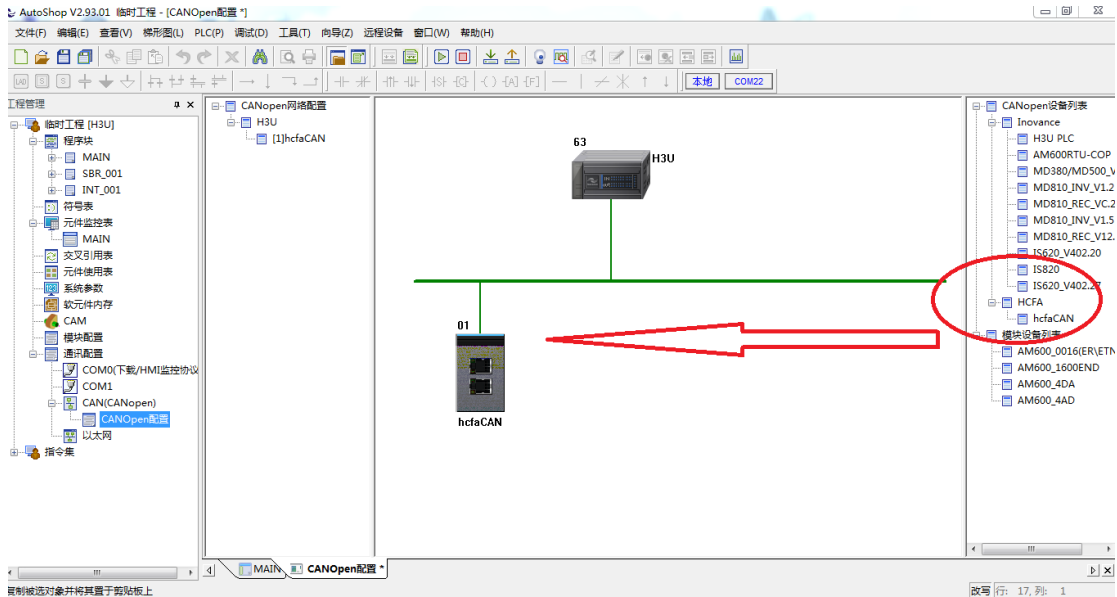 AutoShop V2.93.01 临时工程 - [CANOpen配置 *]
文件(F) 编辑(E) 查看(V) 梯形图(L) PLC(P) 调试(D) 工具(T) 向导(Z) 远程设备 窗口(W) 帮助(H)
本地 COM22
工程管理
临时工程 [H3U]
程序块
MAIN
SBR_001
INT_001
符号表
元件监控表
MAIN
交叉引用表
元件使用表
系统参数
软元件内存
CAM
模块配置
通讯配置
COM0(下载/HMI监控协议
COM1
CAN(CANopen)
CANOpen配置
以太网
指令集
CANopen网络配置
H3U
[1]hcfaCAN
63
H3U
01
hcfaCAN
CANopen设备列表
Inovance
H3U PLC
AM600RTU-COP
MD380/MD500_V
MD810_INV_V1.2
MD810_REC_VC.2
MD810_INV_V1.5
MD810_REC_V12.
IS620_V402.20
IS820
IS620_V402.27
HCFA
hcfaCAN
模块设备列表
AM600_0016(ER\ETN
AM600_1600END
AM600_4DA
AM600_4AD
MAIN CANOpen配置 *
复制被选对象并将其置于剪贴板上
改写 行: 17,列: 1